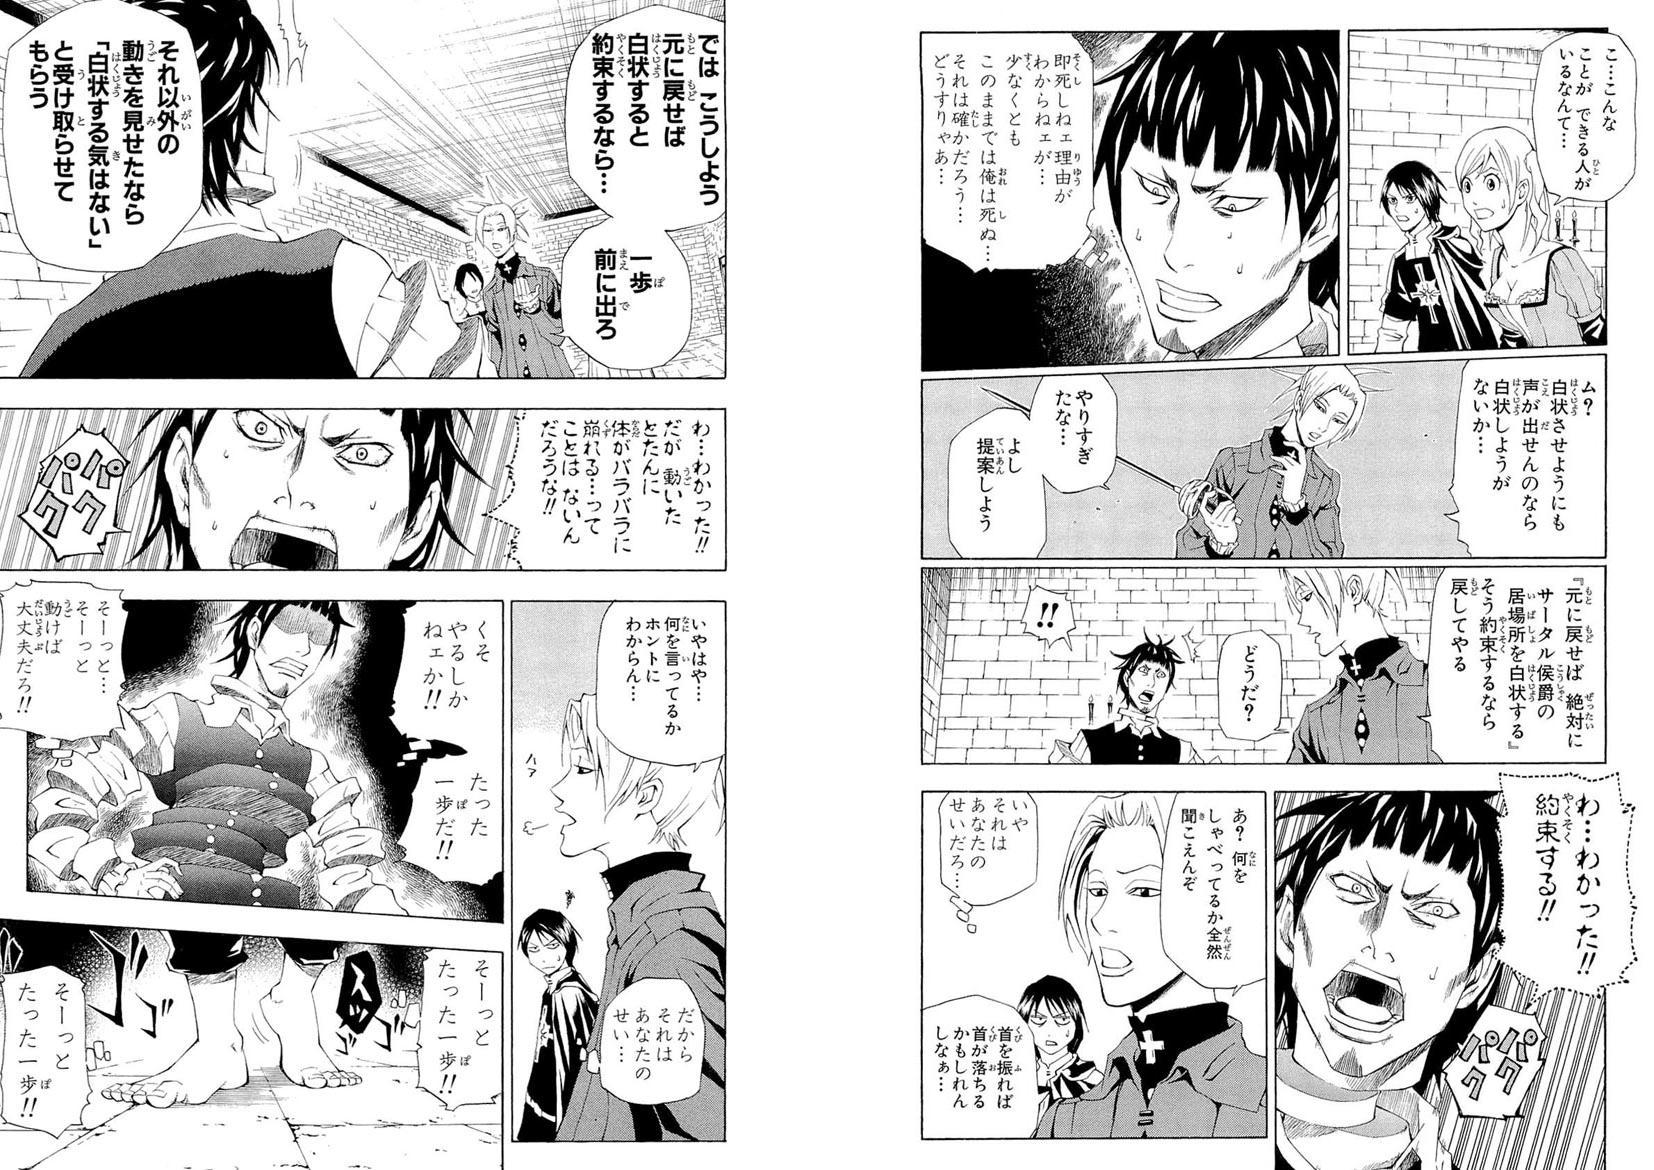 こ…こんな
ことが できる人が
いるなんて…
即死しねェ理由が
わからねェが…
少なくとも
このままでは俺は死ぬ…
それは確かだろう…
どうすりゃあ…
ム?
白状させようにも
声が出せんのなら
白状しようが
ないか…
やりすぎ
たな…
よし
提案しよう
『元に戻せば 絶対に
サータル侯爵の
居場所を白状する』
そう約束するなら
戻してやる
どうだ?
!!
わ…わかった!!
約束する!!
パク
パク
あ? 何を
しゃべってるか全然
聞こえんぞ
いや
それは
あなたの
せいだろ…
首を振れば
首が落ちる
かもしれん
しなぁ…
では こうしよう
元に戻せば
白状すると
約束するなら…
一歩
前に出ろ
それ以外の
動きを見せたなら
「白状する気はない」
と受け取らせて
もらう
わ…わかった!!
だが 動いた
とたんに
体がバラバラに
崩れる…って
ことは ないん
だろうな!!
パク
パク
いやはや…
何を言ってるか
ホントに
わからん…
ハァ
だから
それは
あなたの
せい…
くそ
やるしか
ねェか!!
たった
一歩だ!!
そーっと…
そーっと
動けば
大丈夫だろ!!
そーっと
たった一歩!!
そーっと
たった一歩!!